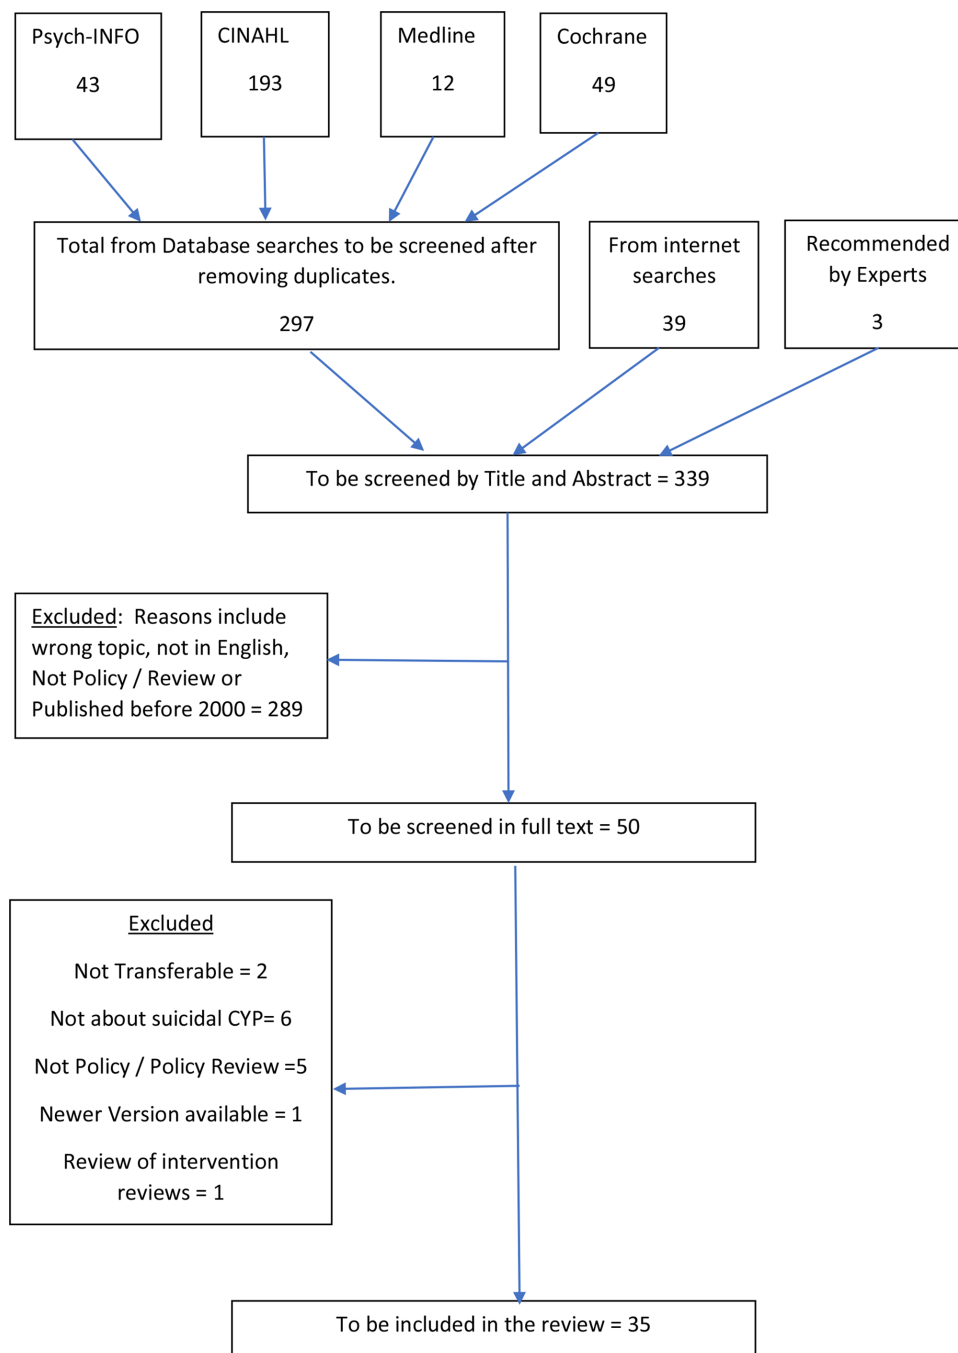 Psych-INFO
43
CINAHL
193
Medline
12
Cochrane
49
Total from Database searches to be screened after
removing duplicates.
297
From internet
searches
39
Recommended
by Experts
3
To be screened by Title and Abstract = 339
Excluded:  Reasons include
wrong topic, not in English,
Not Policy / Review or
Published before 2000 = 289
To be screened in full text = 50
Excluded
Not Transferable = 2
Not about suicidal CYP= 6
Not Policy / Policy Review =5
Newer Version available = 1
Review of intervention
reviews = 1
To be included in the review = 35